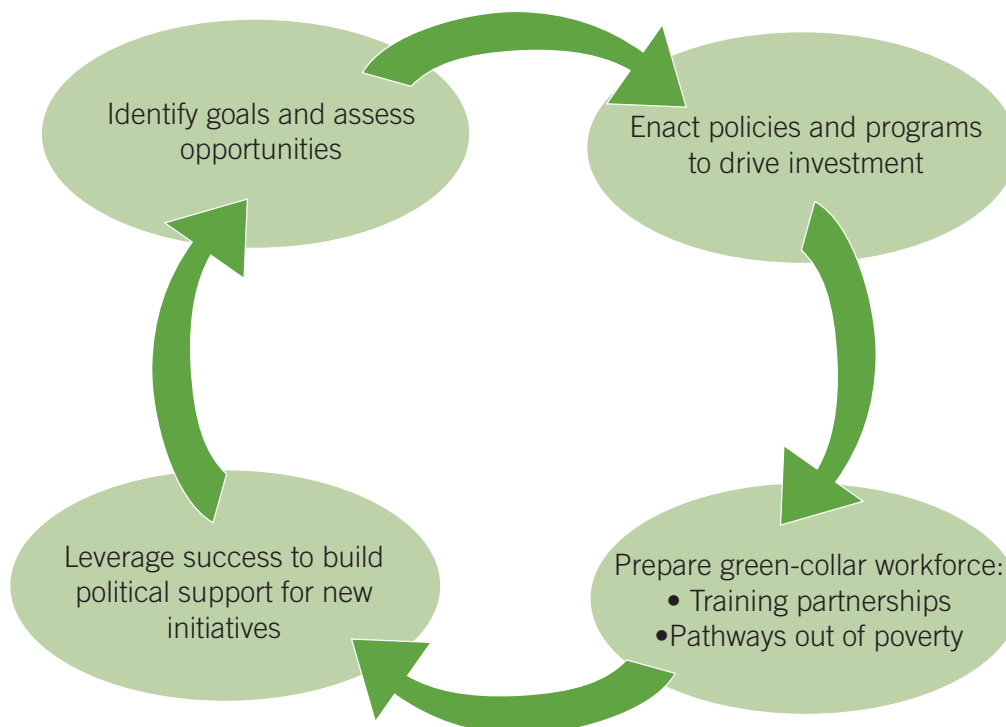 Identify goals and assess
opportunities
Enact policies and programs
to drive investment
Prepare green-collar workforce:
• Training partnerships
•Pathways out of poverty
Leverage success to build
political support for new
initiatives